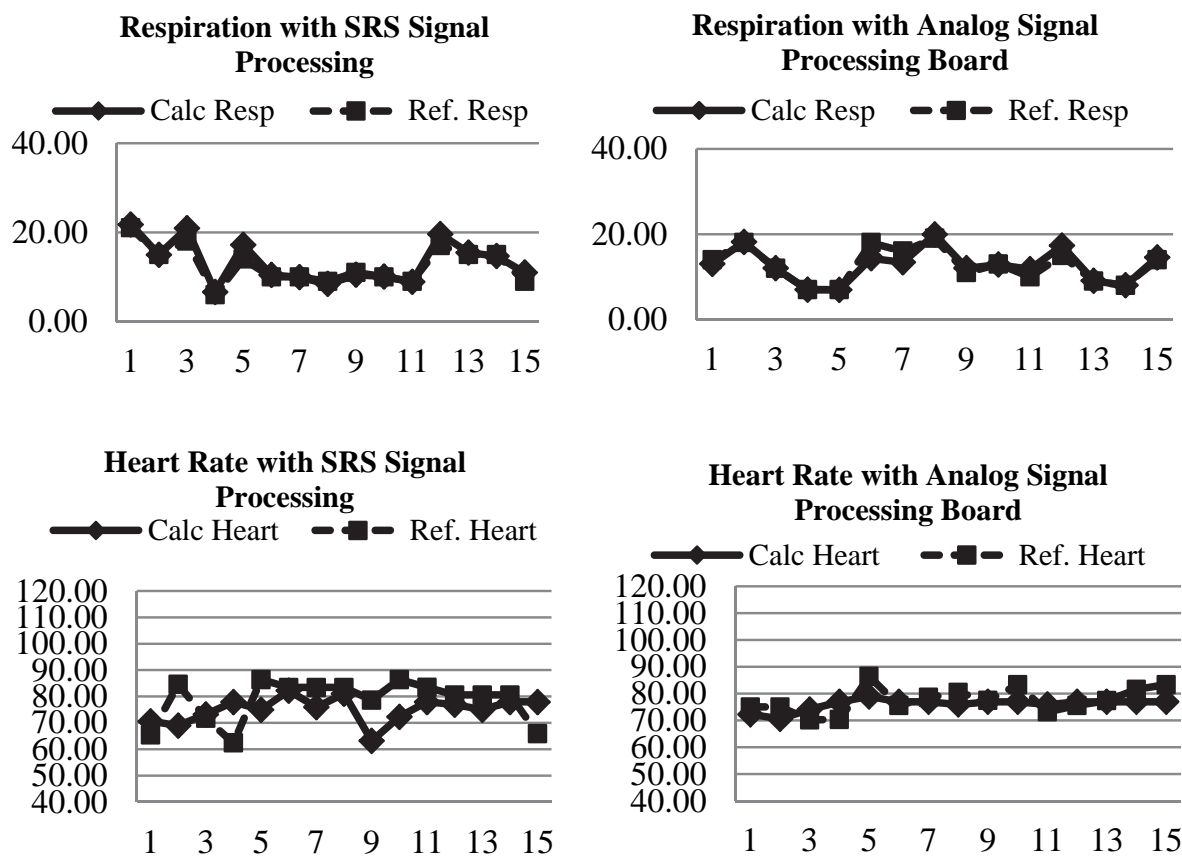 Respiration with SRS Signal
Processing
Calc Resp Ref. Resp
40.00
20.00
0.00
1 3 5 7 9 11 13 15
Respiration with Analog Signal
Processing Board
Calc Resp Ref. Resp
40.00
20.00
0.00
1 3 5 7 9 11 13 15
Heart Rate with SRS Signal
Processing
Calc Heart Ref. Heart
120.00
110.00
100.00
90.00
80.00
70.00
60.00
50.00
40.00
1 3 5 7 9 11 13 15
Heart Rate with Analog Signal
Processing Board
Calc Heart Ref. Heart
120.00
110.00
100.00
90.00
80.00
70.00
60.00
50.00
40.00
1 3 5 7 9 11 13 15